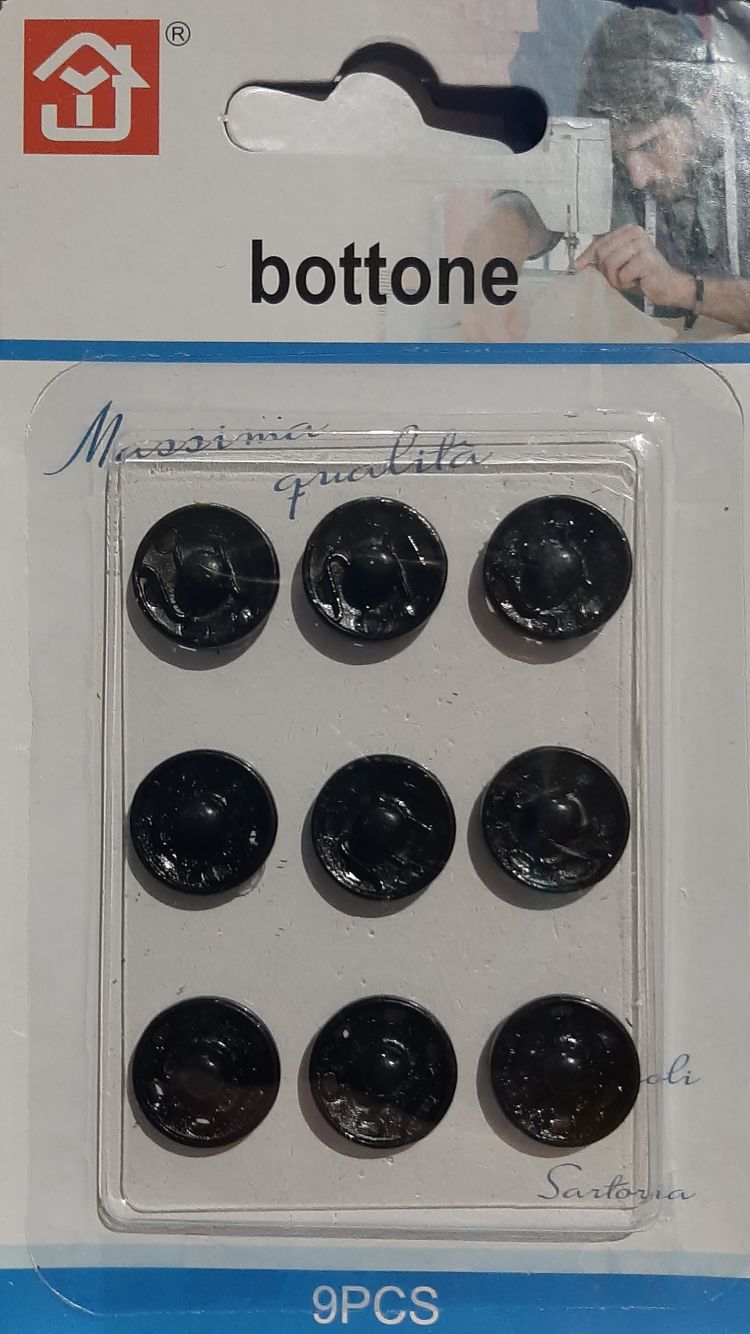 ®
bottone
Massima
qualità
Sartoria
9PCS